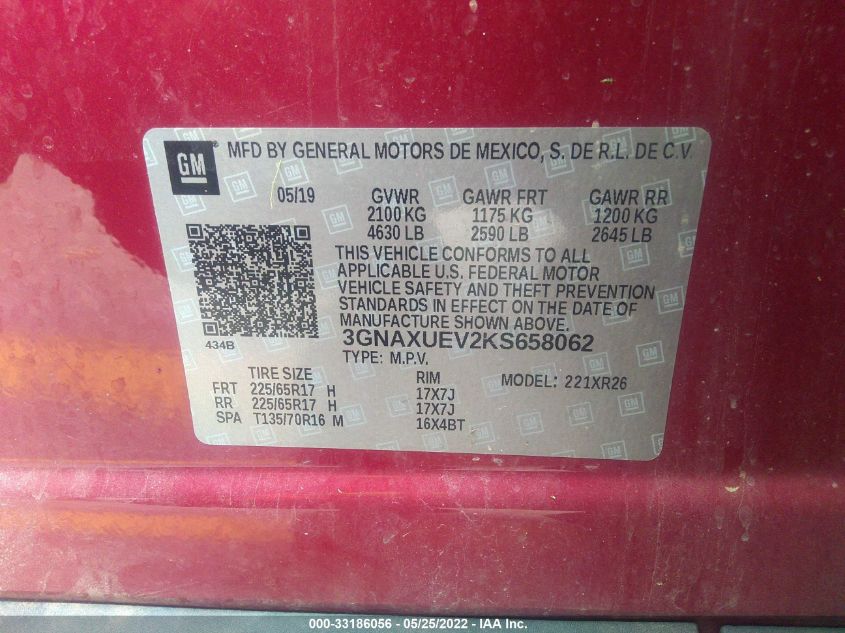 GM MFD BY GENERAL MOTORS DE MEXICO, S. DE R.L. DE C.V.
05/19 GVWR GAWR FRT GAWR RR
2100 KG 1175 KG 1200 KG
4630 LB 2590 LB 2645 LB
THIS VEHICLE CONFORMS TO ALL
APPLICABLE U.S. FEDERAL MOTOR
VEHICLE SAFETY AND THEFT PREVENTION
STANDARDS IN EFFECT ON THE DATE OF
MANUFACTURE SHOWN ABOVE.
434B 3GNAXUEV2KS658062
TYPE: M.P.V.
TIRE SIZE RIM MODEL: 221XR26
FRT 225/65R17 H 17X7J
RR 225/65R17 H 17X7J
SPA T135/70R16 M 16X4BT
000-33186056 - 05/25/2022 - IAA Inc.